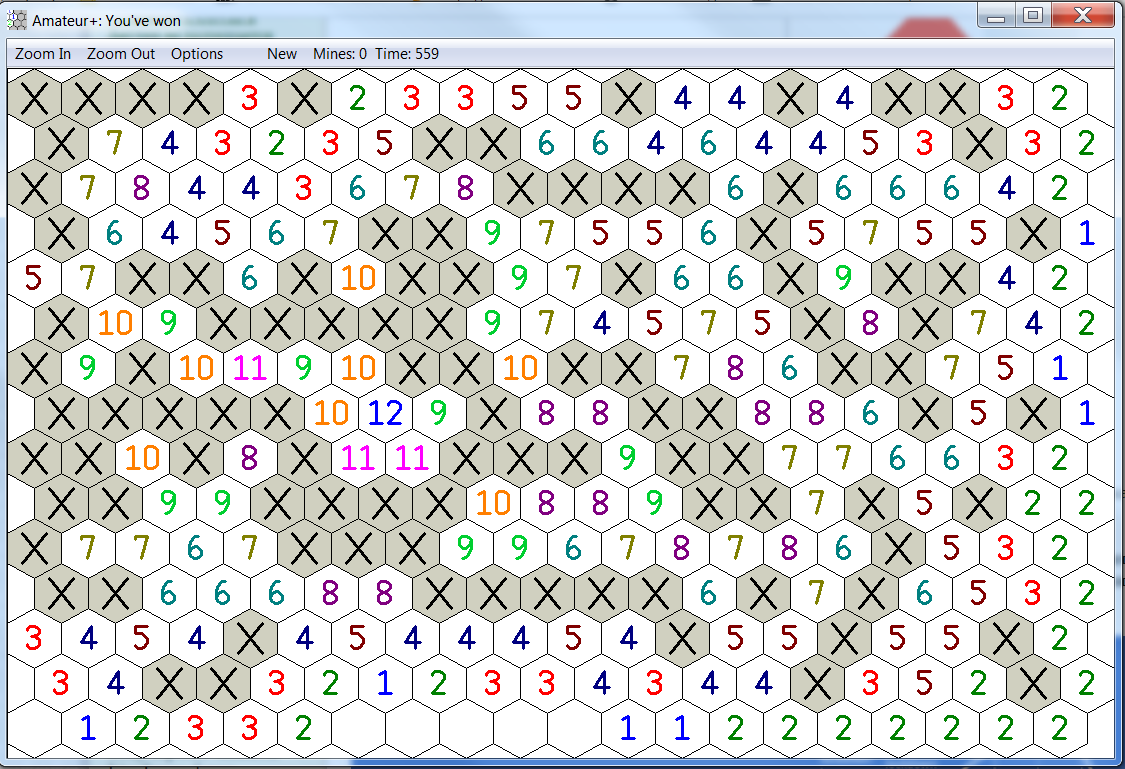 Amateur+: You've won
Zoom In Zoom Out Options New Mines: 0 Time: 559
X X X X 3 X 2 3 3 5 5 X 4 4 X 4 X X 3 2
X 7 4 3 2 3 5 X X 6 6 4 6 4 4 5 3 X 3 2
X 7 8 4 4 3 6 7 8 X X X X 6 X 6 6 6 4 2
X 6 4 5 6 7 X X 9 7 5 5 6 X 5 7 5 5 X 1
5 7 X X 6 X 10 X X 9 7 X 6 6 X 9 X X 4 2
X 10 9 X X X X X 9 7 4 5 7 5 X 8 X 7 4 2
X 9 X 10 11 9 10 X X 10 X X 7 8 6 X X 7 5 1
X X X X X 10 12 9 X 8 8 X X 8 8 6 X 5 X 1
X X 10 X 8 X 11 11 X X X 9 X X 7 7 6 6 3 2
X X 9 9 X X X X 10 8 8 9 X X 7 X 5 X 2 2
X 7 7 6 7 X X X 9 9 6 7 8 7 8 6 X 5 3 2
X X 6 6 6 8 8 X X X X X 6 X 7 X 6 5 3 2
3 4 5 4 X 4 5 4 4 4 5 4 X 5 5 X 5 5 X 2
3 4 X X 3 2 1 2 3 3 4 3 4 4 X 3 5 2 X 2
1 2 3 3 2 1 1 2 2 2 2 2 2 2